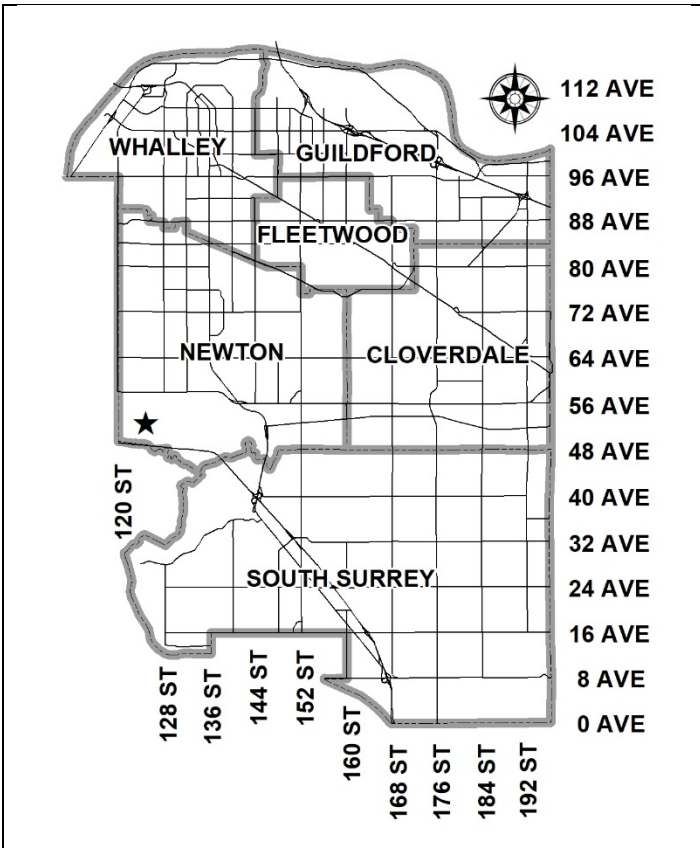 112 AVE
104 AVE
WHALLEY
GUILDFORD
96 AVE
88 AVE
FLEETWOOD
80 AVE
72 AVE
NEWTON
CLOVERDALE
64 AVE
56 AVE
48 AVE
120 ST
40 AVE
32 AVE
SOUTH SURREY
24 AVE
16 AVE
8 AVE
0 AVE
128 ST
136 ST
144 ST
152 ST
160 ST
168 ST
176 ST
184 ST
192 ST